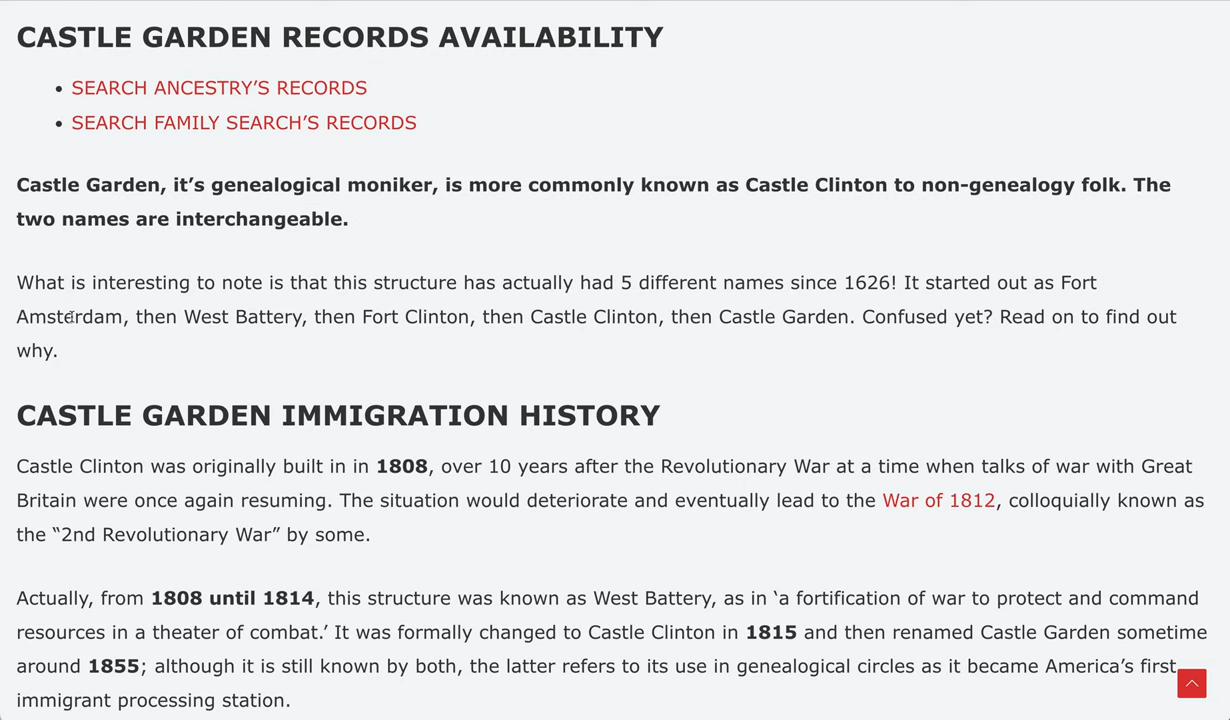 CASTLE GARDEN RECORDS AVAILABILITY
• SEARCH ANCESTRY’S RECORDS
• SEARCH FAMILY SEARCH’S RECORDS
Castle Garden, it’s genealogical moniker, is more commonly known as Castle Clinton to non-genealogy folk. The
two names are interchangeable.
What is interesting to note is that this structure has actually had 5 different names since 1626! It started out as Fort
Amsterdam, then West Battery, then Fort Clinton, then Castle Clinton, then Castle Garden. Confused yet? Read on to find out
why.
CASTLE GARDEN IMMIGRATION HISTORY
Castle Clinton was originally built in in 1808, over 10 years after the Revolutionary War at a time when talks of war with Great
Britain were once again resuming. The situation would deteriorate and eventually lead to the War of 1812, colloquially known as
the “2nd Revolutionary War” by some.
Actually, from 1808 until 1814, this structure was known as West Battery, as in ‘a fortification of war to protect and command
resources in a theater of combat.’ It was formally changed to Castle Clinton in 1815 and then renamed Castle Garden sometime
around 1855; although it is still known by both, the latter refers to its use in genealogical circles as it became America’s first
immigrant processing station.